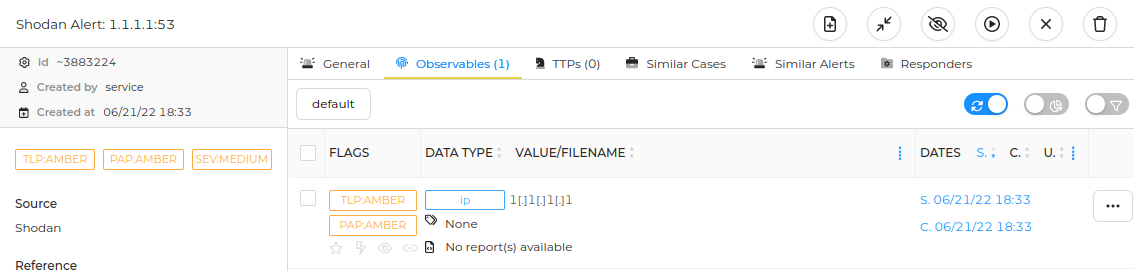 Shodan Alert: 1.1.1.1:53
id ~3883224
Created by service
Created at 06/21/22 18:33
TLP:AMBER PAP:AMBER SEV:MEDIUM
Source
Shodan
Reference
General Observables (1) TTPs (0) Similar Cases Similar Alerts Responders
default
FLAGS DATA TYPE VALUE/FILENAME DATES S. C. U.
TLP:AMBER ip 1[.]1[.]1[.]1 S. 06/21/22 18:33
PAP:AMBER None C. 06/21/22 18:33
No report(s) available